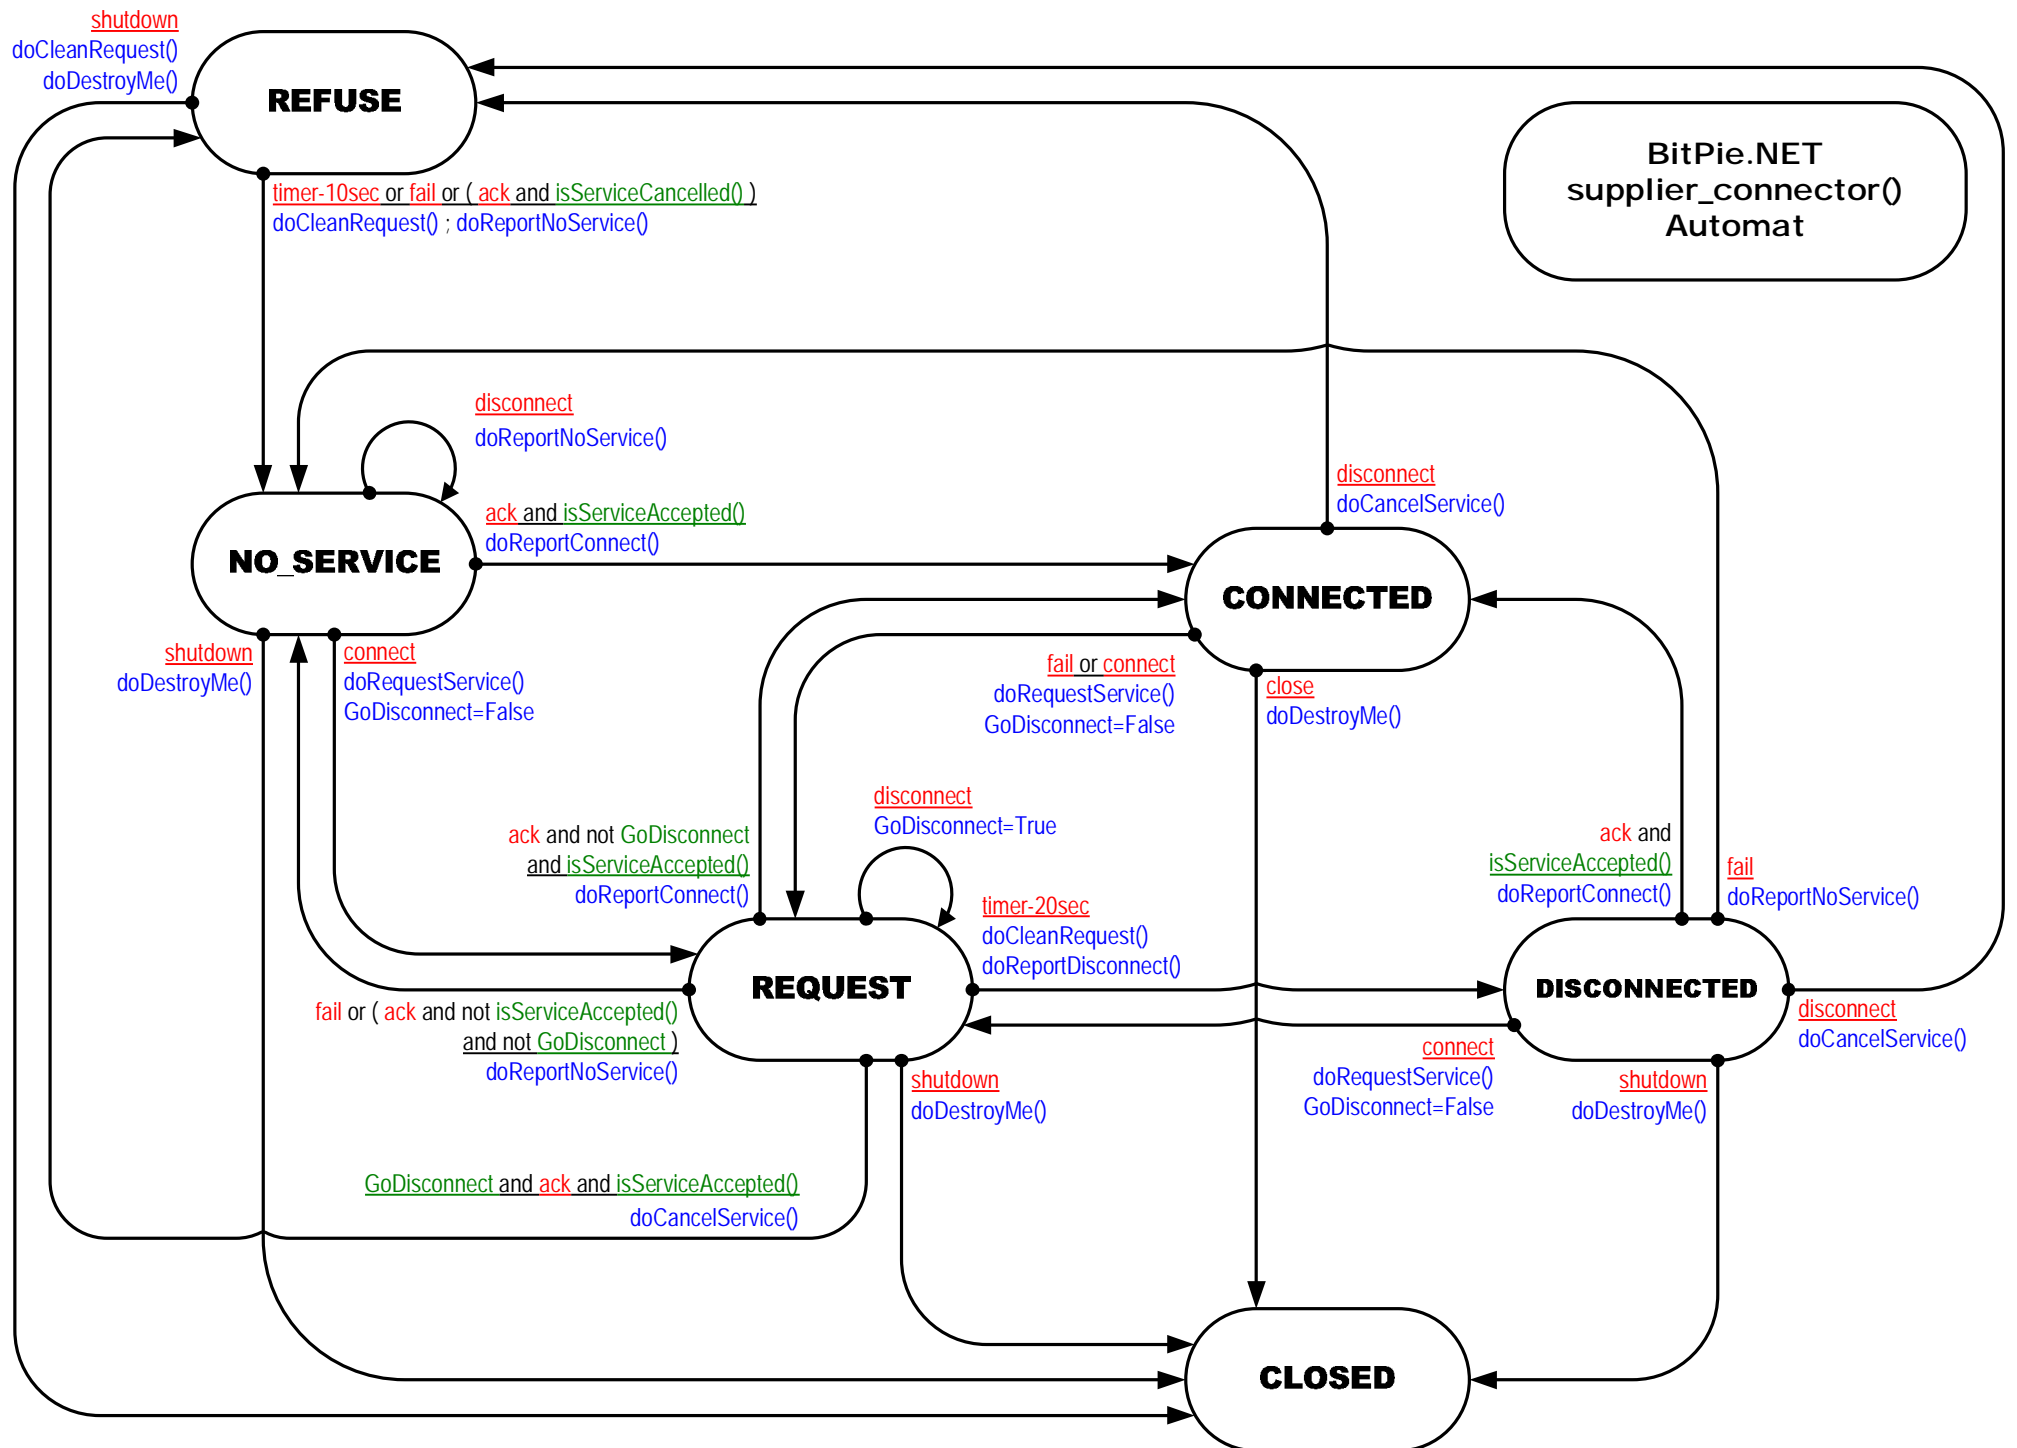 shutdown
doCleanRequest()
doDestroyMe()
REFUSE
BitPie.NET
supplier_connector()
Automat
timer-10sec or fail or ( ack and isServiceCancelled() )
doCleanRequest() ; doReportNoService()
disconnect
doReportNoService()
disconnect
doCancelService()
ack and isServiceAccepted()
doReportConnect()
NO_SERVICE
CONNECTED
shutdown
doDestroyMe()
connect
doRequestService()
GoDisconnect=False
fail or connect
doRequestService()
GoDisconnect=False
close
doDestroyMe()
disconnect
GoDisconnect=True
ack and not GoDisconnect
and isServiceAccepted()
doReportConnect()
ack and
isServiceAccepted()
doReportConnect()
fail
doReportNoService()
timer-20sec
doCleanRequest()
doReportDisconnect()
REQUEST
DISCONNECTED
fail or ( ack and not isServiceAccepted()
and not GoDisconnect )
doReportNoService()
disconnect
doCancelService()
connect
doRequestService()
GoDisconnect=False
shutdown
doDestroyMe()
shutdown
doDestroyMe()
GoDisconnect and ack and isServiceAccepted()
doCancelService()
CLOSED